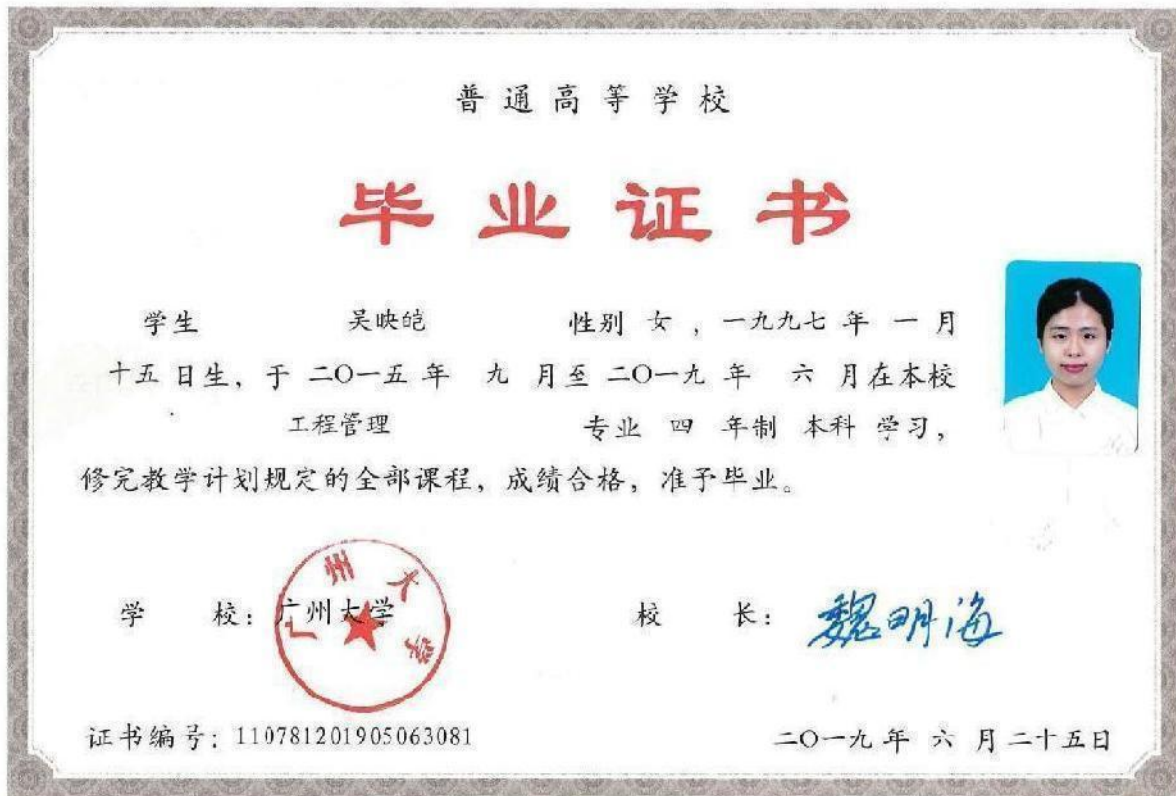 普通高等学校
毕业证书
学生 吴映皑 性别 女 ，一九九七 年 一 月
十五 日生，于 二〇一五 年 九 月至 二〇一九 年 六 月在本校
工程管理 专业 四 年制 本科 学习，
修完教学计划规定的全部课程，成绩合格，准予毕业。
学 校：广州大学
广州大学
校 长：魏明海
证书编号：110781201905063081
二〇一九 年 六 月 二十五日